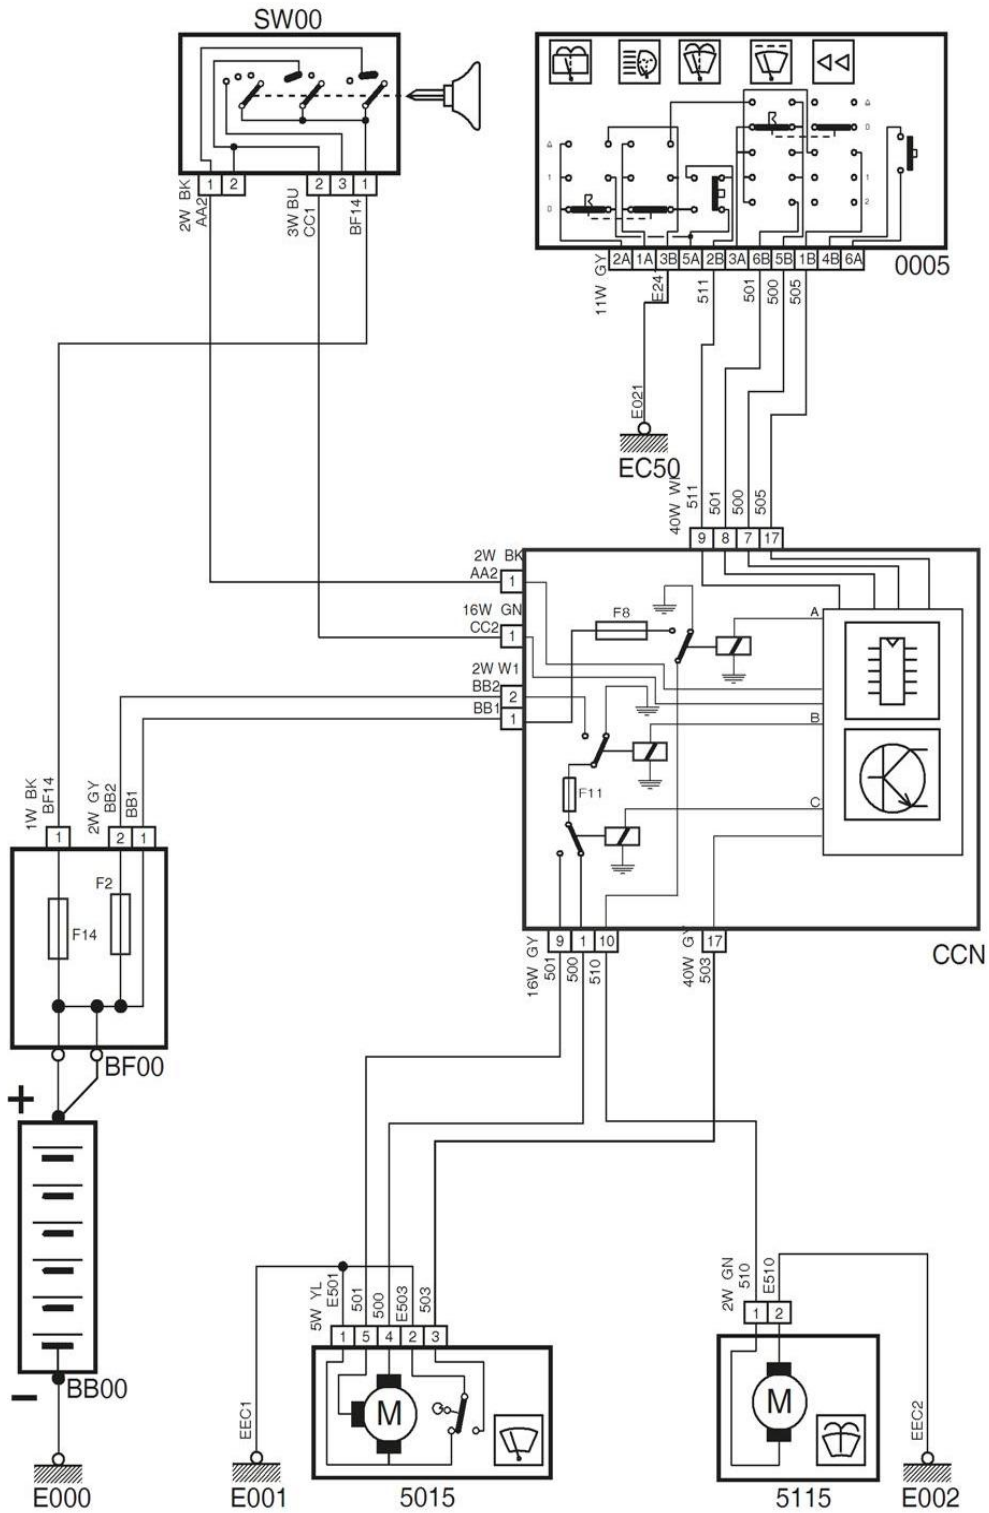 SW00
1 2 2 3 1
2W BK
AA2
3W BU
CC1
BF14
Δ
0
Δ
1
0
1
2
2A 1A 3B 5A 2B 3A 6B 5B 1B 4B 6A
0005
11W GY
E24
511
501
500
505
E021
EC50
40W
511
501
500
505
9 8 7 17
2W BK
AA2 1
16W GN
CC2 1
2W W1
BB2 2
BB1 1
F8
A
B
F11
C
1W BK
BF14
2W GY
BB2
BB1
1 2 1
F2
F14
BF00
+
9 1 10 17
CCN
16W GY
501
500
510
40W GY
503
BB00
−
E000
5W YL
E501
501
500
E503
503
1 5 4 2 3
M
EEC1
E001
5015
2W GN
510
E510
1 2
M
EEC2
5115
E002